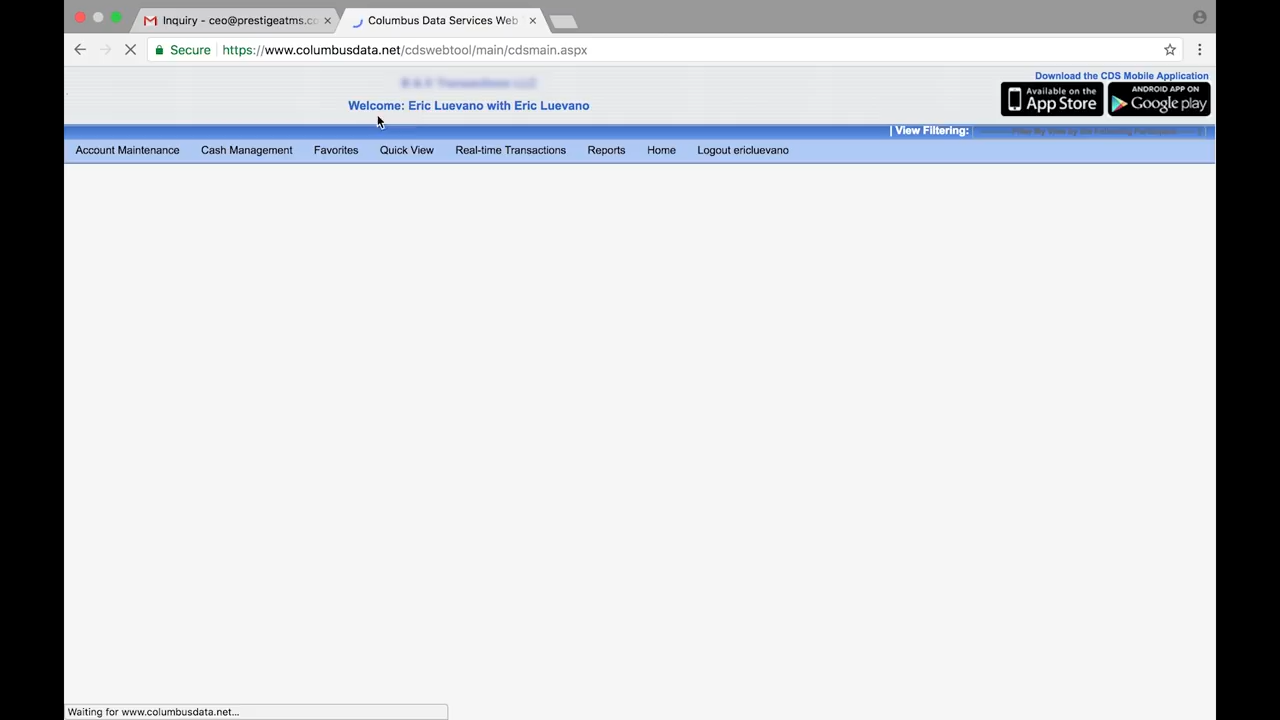 Inquiry - ceo@prestigeatms.co
Columbus Data Services Web
Secure
https://www.columbusdata.net/cdswebtool/main/cdsmain.aspx
Download the CDS Mobile Application
Available on the
App Store
ANDROID APP ON
Google play
Welcome: Eric Luevano with Eric Luevano
| View Filtering:
Account Maintenance
Cash Management
Favorites
Quick View
Real-time Transactions
Reports
Home
Logout ericluevano
Waiting for www.columbusdata.net...